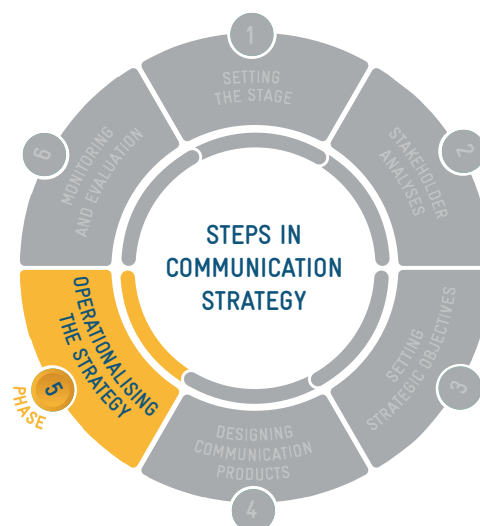 1
SETTING
THE STAGE
2
STAKEHOLDER
ANALYSES
3
SETTING
STRATEGIC OBJECTIVES
4
DESIGNING
COMMUNICATION
PRODUCTS
5
PHASE
OPERATIONALISING
THE STRATEGY
6
MONITORING
AND EVALUATION
STEPS IN
COMMUNICATION
STRATEGY